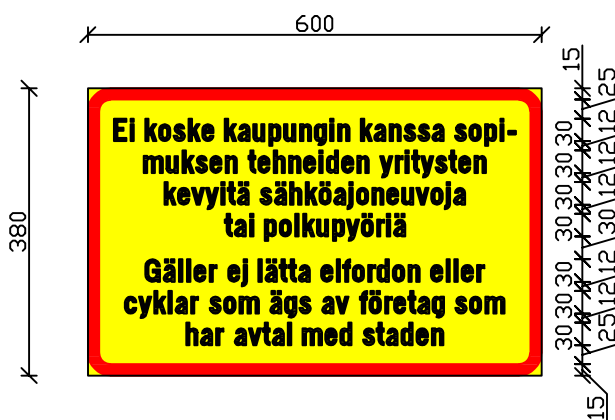 600
380
Ei koske kaupungin kanssa sopi-
muksen tehneiden yritysten
kevyitä sähköajoneuvoja
tai polkupyöriä
Gäller ej lätta elfordon eller
cyklar som ägs av företag som
har avtal med staden
15
25
30
12
30
12
30
12
30
30
30
12
30
12
30
25
15